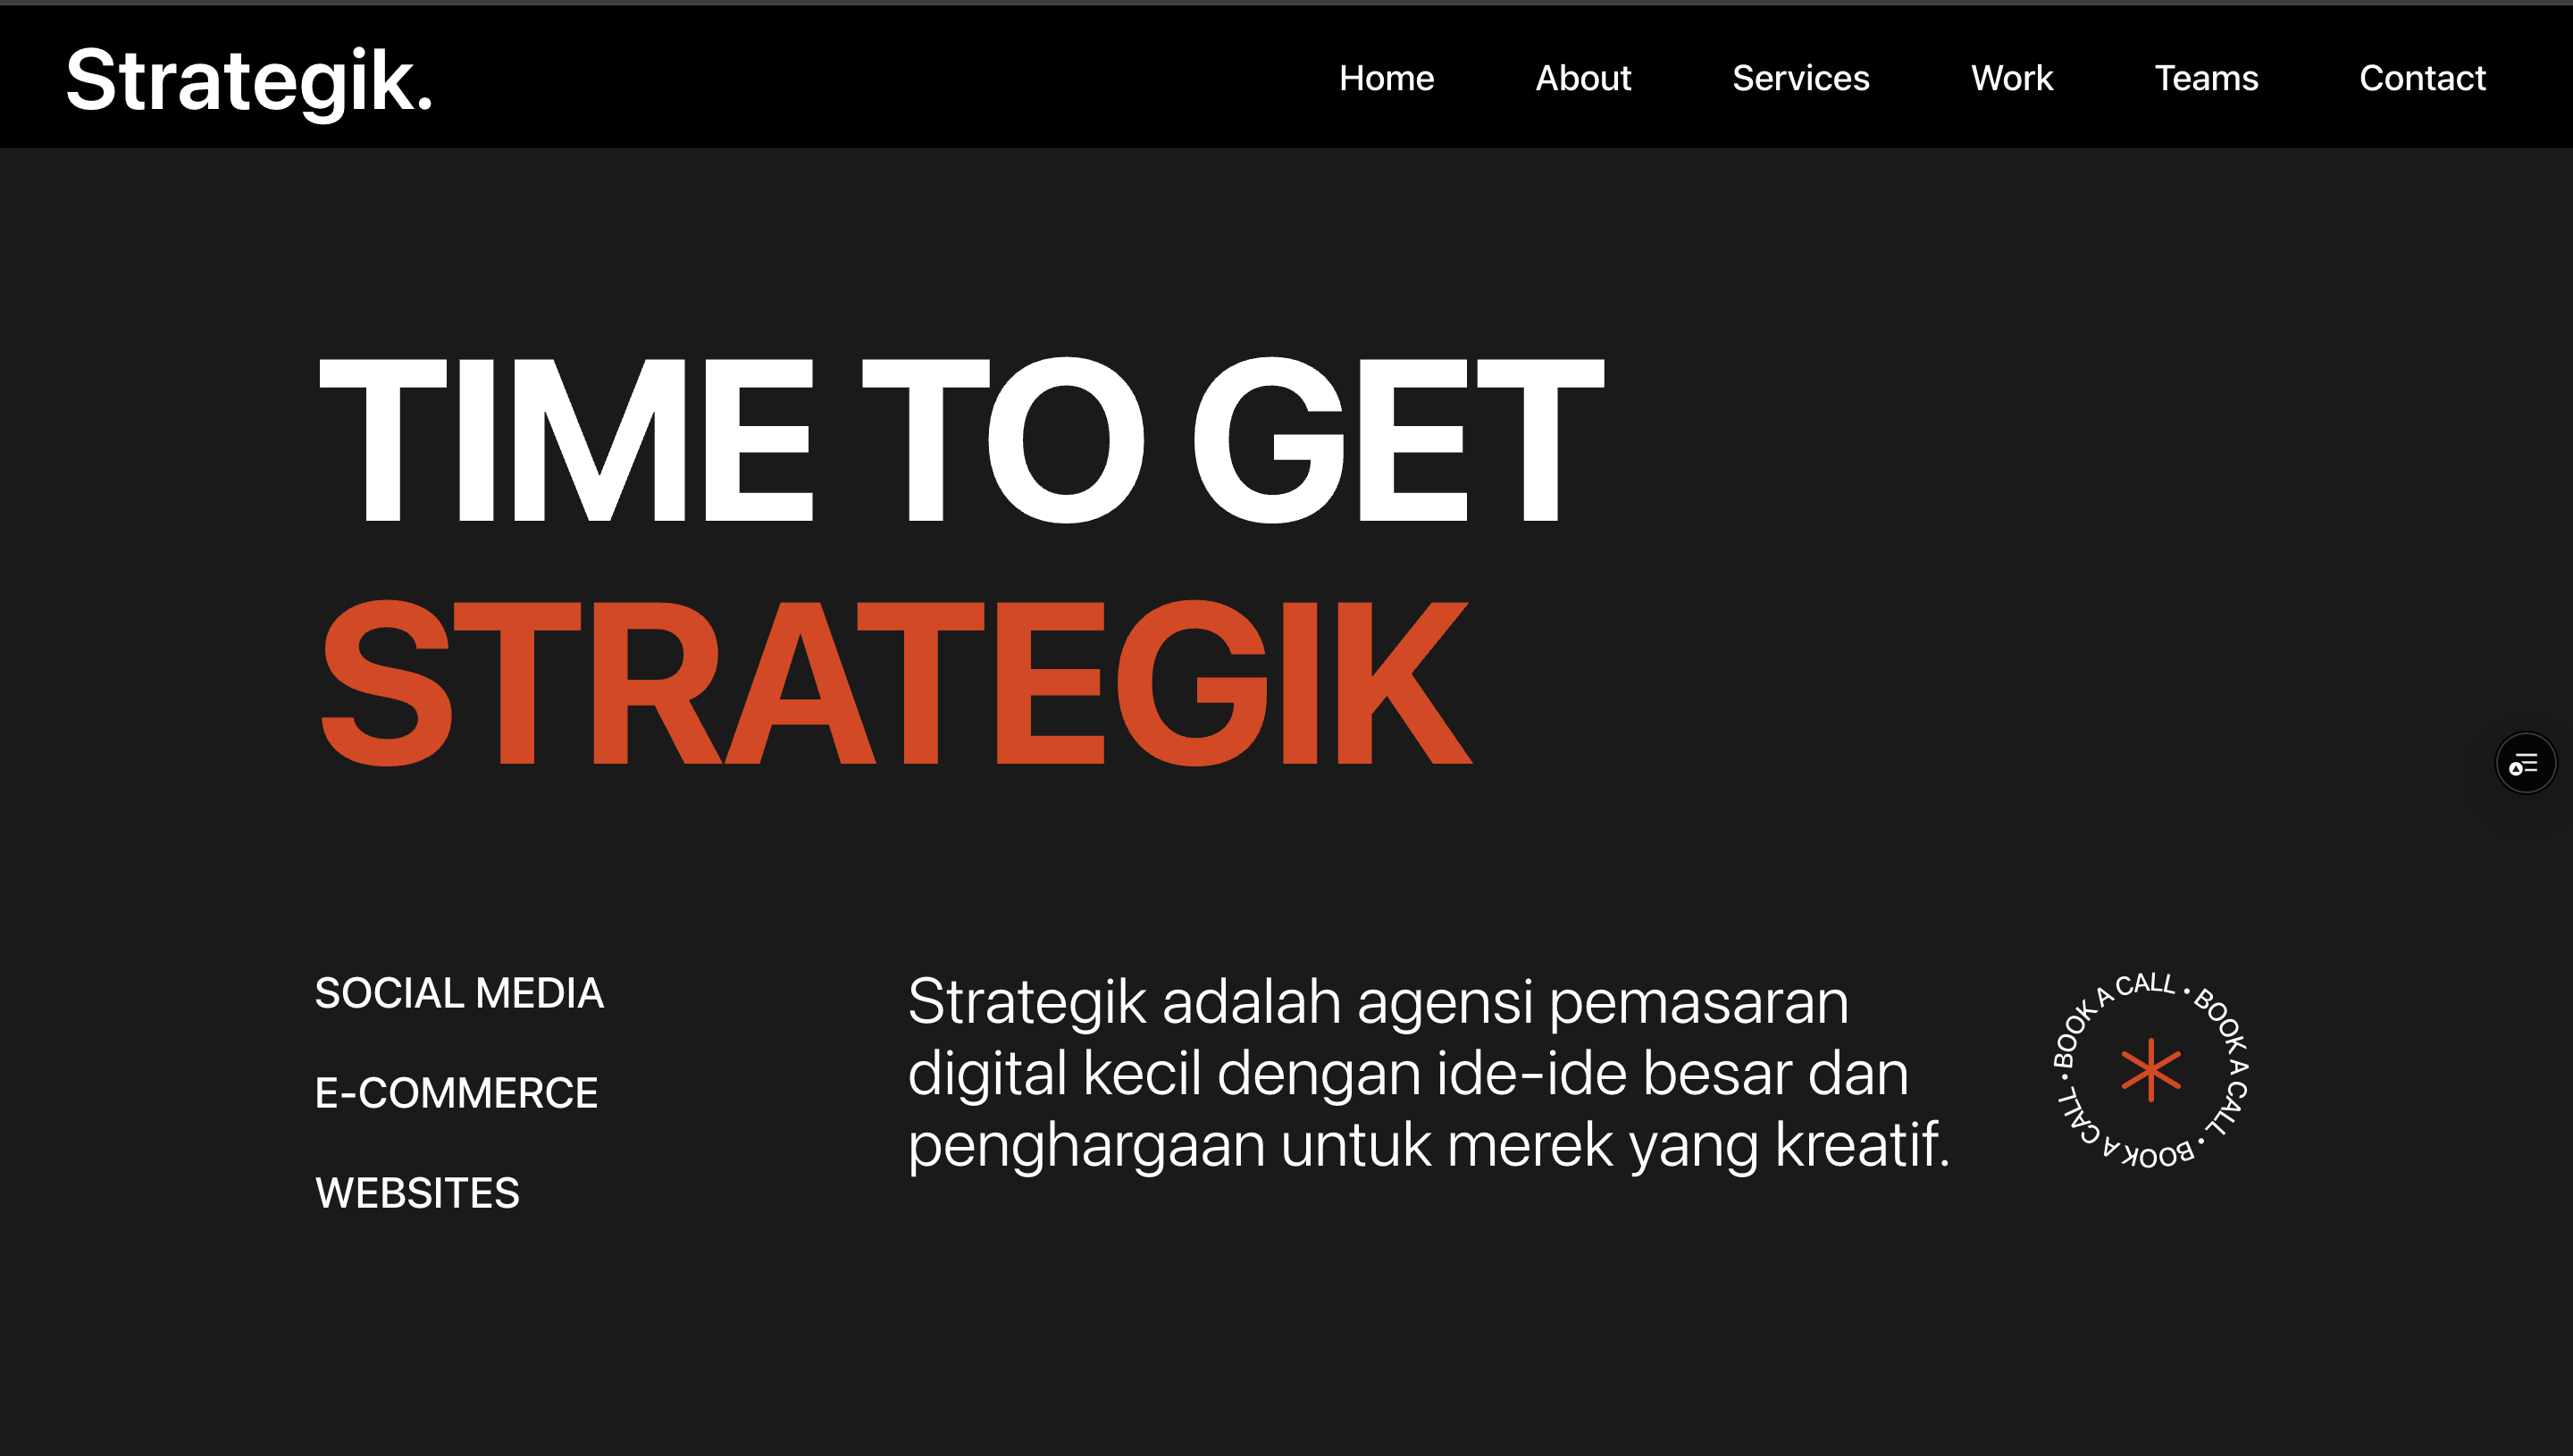 Strategik.
Home About Services Work Teams Contact
TIME TO GET
STRATEGIK
SOCIAL MEDIA
E-COMMERCE
WEBSITES
Strategik adalah agensi pemasaran
digital kecil dengan ide-ide besar dan
penghargaan untuk merek yang kreatif.
BOOK A CALL • BOOK A CALL • BOOK A CALL •